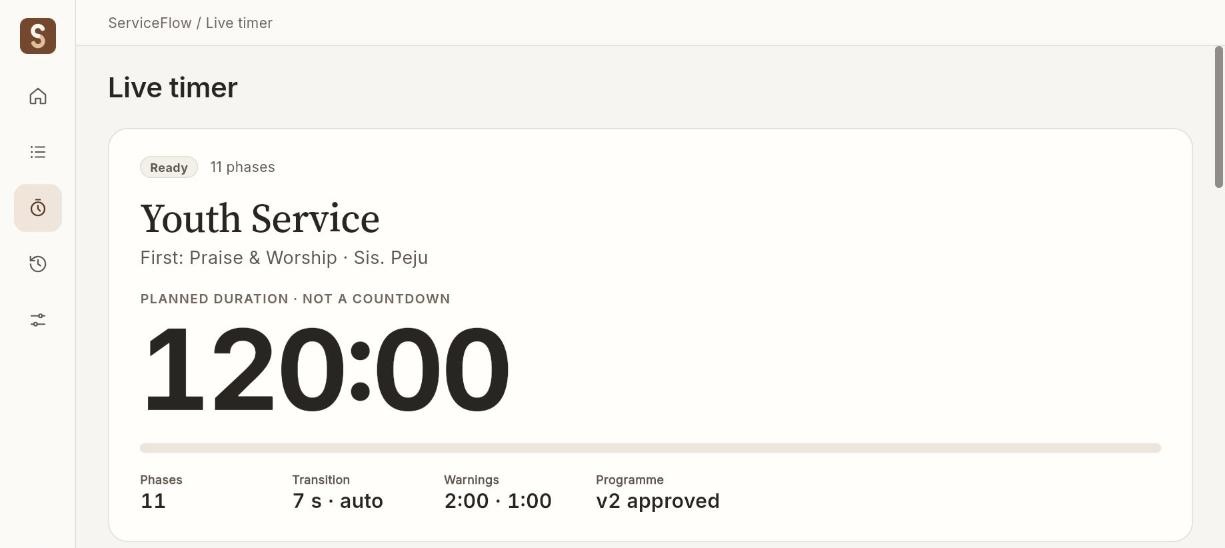 S
ServiceFlow / Live timer
Live timer
Ready 11 phases
Youth Service
First: Praise & Worship · Sis. Peju
PLANNED DURATION · NOT A COUNTDOWN
120:00
Phases Transition Warnings Programme
11 7 s · auto 2:00 · 1:00 v2 approved